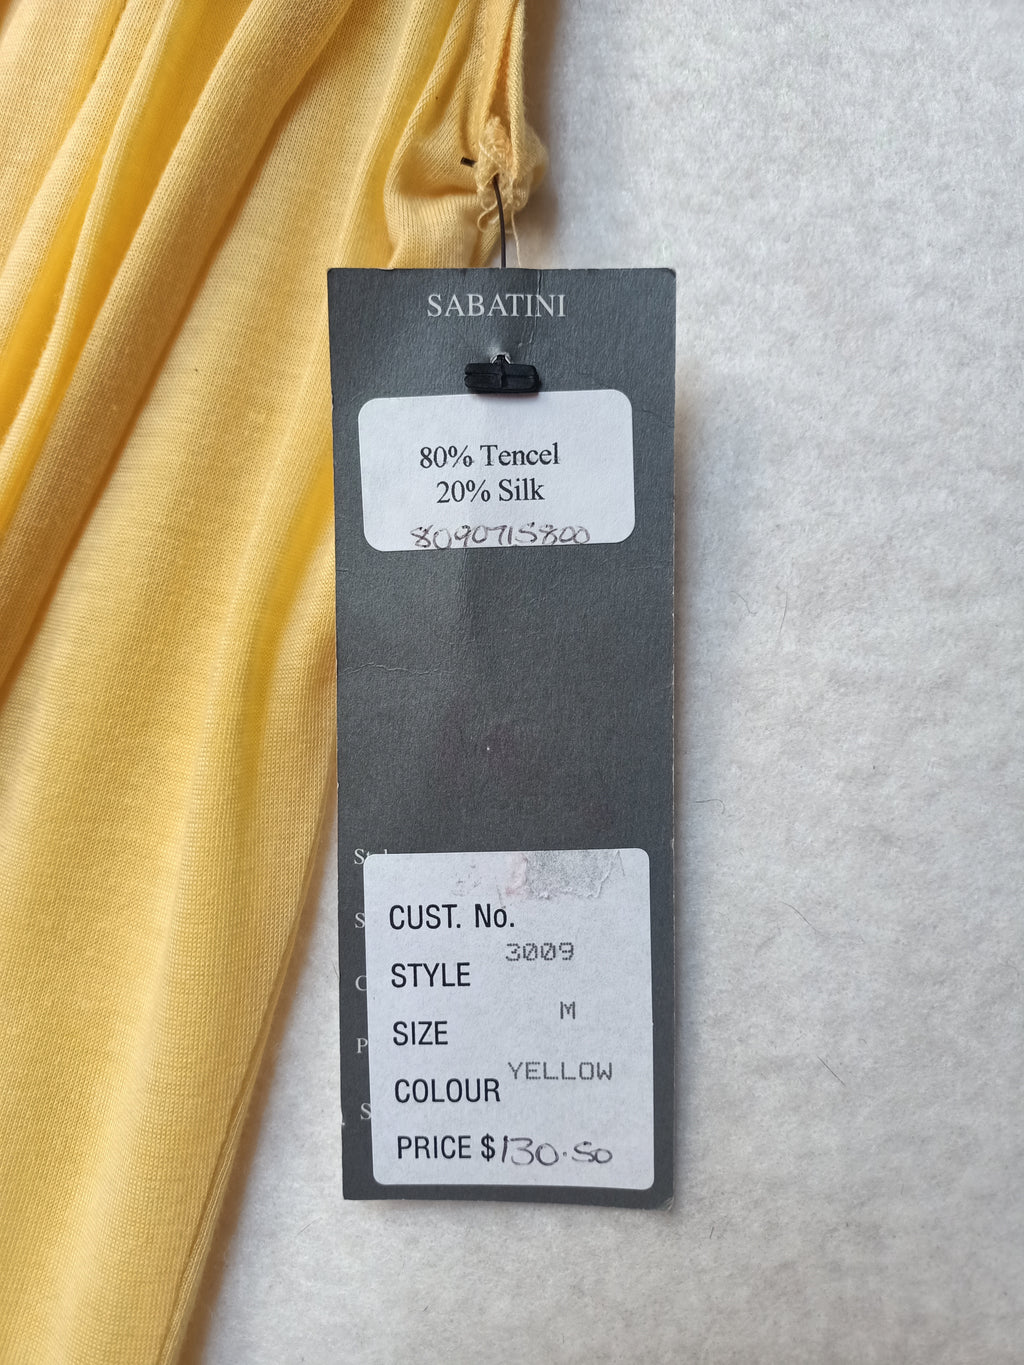 SABATINI
80% Tencel
20% Silk
8090715800
CUST. No.
3009
STYLE
M
SIZE
YELLOW
COLOUR
PRICE $130.50